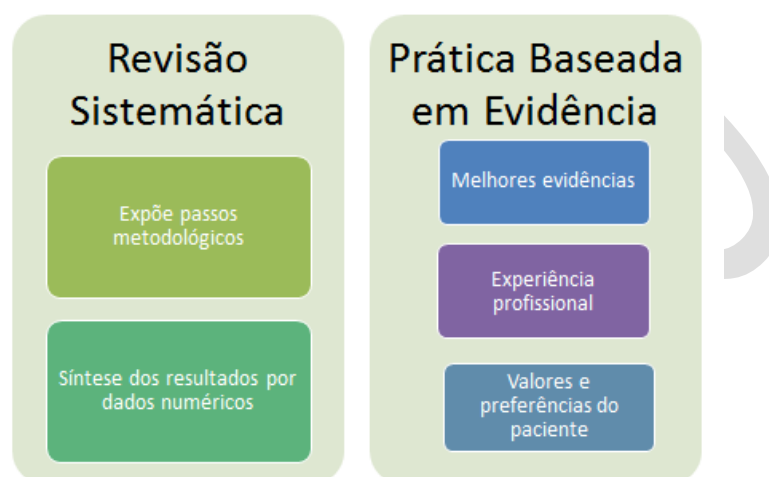 Revisão
Sistemática
Expõe passos
metodológicos
Síntese dos resultados por
dados numéricos
Prática Baseada
em Evidência
Melhores evidências
Experiência
profissional
Valores e
preferências do
paciente